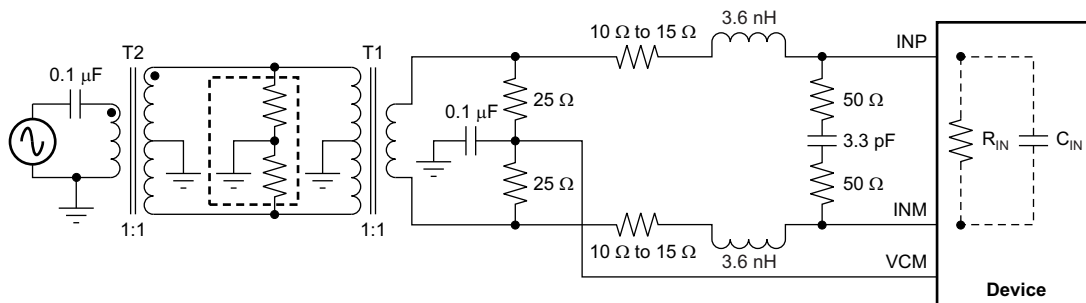 3.6 nH
10 Ω to 15 Ω
T2
T1
INP
0.1 μF
0.1 μF
25 Ω
50 Ω
3.3 pF
R_IN
C_IN
25 Ω
50 Ω
INM
1:1
1:1
10 Ω to 15 Ω
3.6 nH
VCM
Device